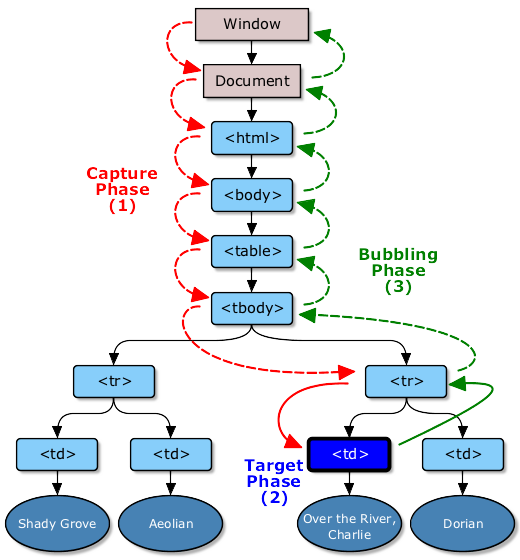 Window
Document
<html>
Capture
Phase
(1)
<body>
<table>
Bubbling
Phase
(3)
<tbody>
<tr>
<tr>
<td>
<td>
<td>
<td>
Target
Phase
(2)
Shady Grove
Aeolian
Over the River,
Charlie
Dorian